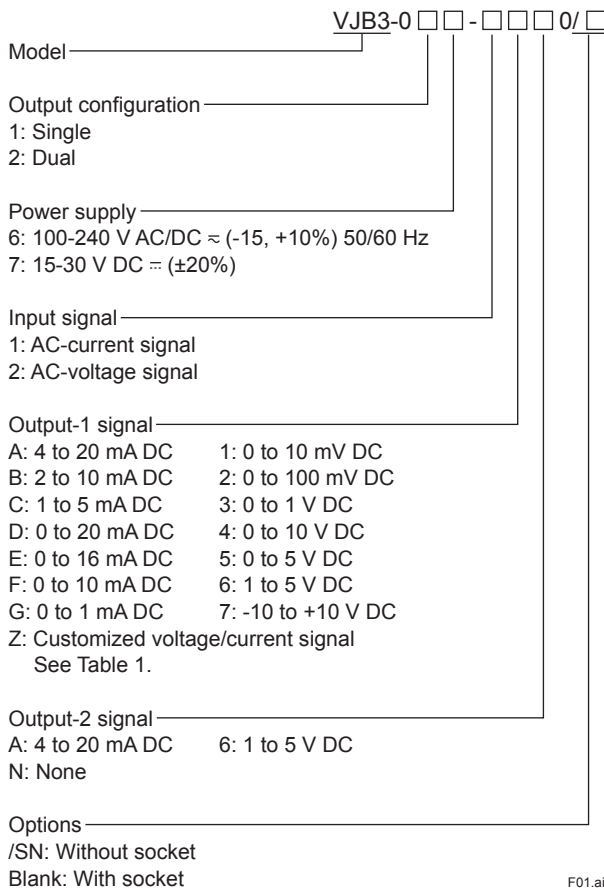 VJB3-0 □ □ - □ □ □ 0/ □
Model
Output configuration
1: Single
2: Dual
Power supply
6: 100-240 V AC/DC ≂ (-15, +10%) 50/60 Hz
7: 15-30 V DC ⎓ (±20%)
Input signal
1: AC-current signal
2: AC-voltage signal
Output-1 signal
A: 4 to 20 mA DC 1: 0 to 10 mV DC
B: 2 to 10 mA DC 2: 0 to 100 mV DC
C: 1 to 5 mA DC 3: 0 to 1 V DC
D: 0 to 20 mA DC 4: 0 to 10 V DC
E: 0 to 16 mA DC 5: 0 to 5 V DC
F: 0 to 10 mA DC 6: 1 to 5 V DC
G: 0 to 1 mA DC 7: -10 to +10 V DC
Z: Customized voltage/current signal
See Table 1.
Output-2 signal
A: 4 to 20 mA DC 6: 1 to 5 V DC
N: None
Options
/SN: Without socket
Blank: With socket
F01.ai